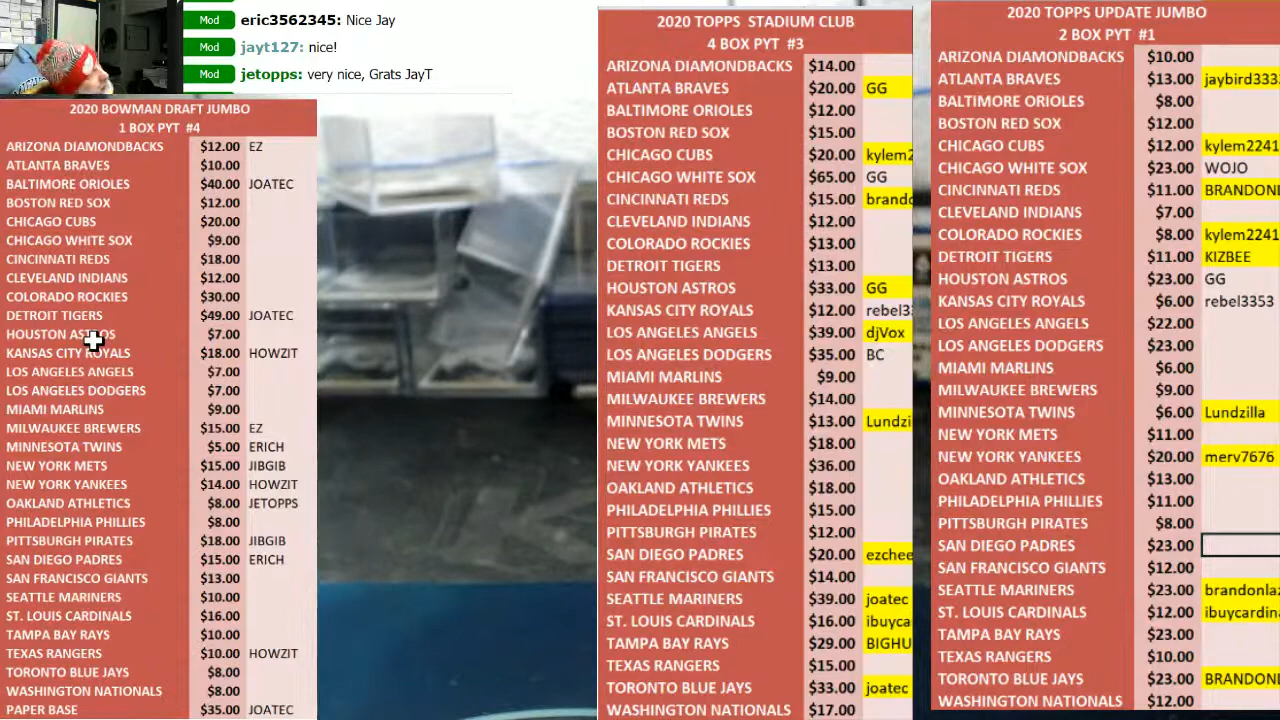 Mod eric3562345: Nice Jay
Mod jayt127: nice!
Mod jetopps: very nice, Grats JayT
2020 BOWMAN DRAFT JUMBO
1 BOX PYT #4
ARIZONA DIAMONDBACKS $12.00 EZ
ATLANTA BRAVES $10.00
BALTIMORE ORIOLES $40.00 JOATEC
BOSTON RED SOX $12.00
CHICAGO CUBS $20.00
CHICAGO WHITE SOX $9.00
CINCINNATI REDS $18.00
CLEVELAND INDIANS $12.00
COLORADO ROCKIES $30.00
DETROIT TIGERS $49.00 JOATEC
HOUSTON ASTROS $7.00
KANSAS CITY ROYALS $18.00 HOWZIT
LOS ANGELES ANGELS $7.00
LOS ANGELES DODGERS $7.00
MIAMI MARLINS $9.00
MILWAUKEE BREWERS $15.00 EZ
MINNESOTA TWINS $5.00 ERICH
NEW YORK METS $15.00 JIBGIB
NEW YORK YANKEES $14.00 HOWZIT
OAKLAND ATHLETICS $8.00 JETOPPS
PHILADELPHIA PHILLIES $8.00
PITTSBURGH PIRATES $18.00 JIBGIB
SAN DIEGO PADRES $15.00 ERICH
SAN FRANCISCO GIANTS $13.00
SEATTLE MARINERS $10.00
ST. LOUIS CARDINALS $16.00
TAMPA BAY RAYS $10.00
TEXAS RANGERS $10.00 HOWZIT
TORONTO BLUE JAYS $8.00
WASHINGTON NATIONALS $8.00
PAPER BASE $35.00 JOATEC
2020 TOPPS STADIUM CLUB
4 BOX PYT #3
ARIZONA DIAMONDBACKS $14.00
ATLANTA BRAVES $20.00 GG
BALTIMORE ORIOLES $12.00
BOSTON RED SOX $15.00
CHICAGO CUBS $20.00 kylem2
CHICAGO WHITE SOX $65.00 GG
CINCINNATI REDS $15.00 brando
CLEVELAND INDIANS $12.00
COLORADO ROCKIES $13.00
DETROIT TIGERS $13.00
HOUSTON ASTROS $33.00 GG
KANSAS CITY ROYALS $12.00 rebel3
LOS ANGELES ANGELS $39.00 djVox
LOS ANGELES DODGERS $35.00 BC
MIAMI MARLINS $9.00
MILWAUKEE BREWERS $14.00
MINNESOTA TWINS $13.00 Lundzi
NEW YORK METS $18.00
NEW YORK YANKEES $36.00
OAKLAND ATHLETICS $18.00
PHILADELPHIA PHILLIES $15.00
PITTSBURGH PIRATES $12.00
SAN DIEGO PADRES $20.00 ezchee
SAN FRANCISCO GIANTS $14.00
SEATTLE MARINERS $39.00 joatec
ST. LOUIS CARDINALS $16.00 ibuyca
TAMPA BAY RAYS $29.00 BIGHU
TEXAS RANGERS $15.00
TORONTO BLUE JAYS $33.00 joatec
WASHINGTON NATIONALS $17.00
2020 TOPPS UPDATE JUMBO
2 BOX PYT #1
ARIZONA DIAMONDBACKS $10.00
ATLANTA BRAVES $13.00 jaybird333
BALTIMORE ORIOLES $8.00
BOSTON RED SOX $12.00
CHICAGO CUBS $12.00 kylem2241
CHICAGO WHITE SOX $23.00 WOJO
CINCINNATI REDS $11.00 BRANDONL
CLEVELAND INDIANS $7.00
COLORADO ROCKIES $8.00 kylem2241
DETROIT TIGERS $11.00 KIZBEE
HOUSTON ASTROS $23.00 GG
KANSAS CITY ROYALS $6.00 rebel3353
LOS ANGELES ANGELS $22.00
LOS ANGELES DODGERS $23.00
MIAMI MARLINS $6.00
MILWAUKEE BREWERS $9.00
MINNESOTA TWINS $6.00 Lundzilla
NEW YORK METS $11.00
NEW YORK YANKEES $20.00 merv7676
OAKLAND ATHLETICS $13.00
PHILADELPHIA PHILLIES $11.00
PITTSBURGH PIRATES $8.00
SAN DIEGO PADRES $23.00
SAN FRANCISCO GIANTS $12.00
SEATTLE MARINERS $23.00 brandonla
ST. LOUIS CARDINALS $12.00 ibuycardin
TAMPA BAY RAYS $23.00
TEXAS RANGERS $10.00
TORONTO BLUE JAYS $23.00 BRANDONL
WASHINGTON NATIONALS $12.00